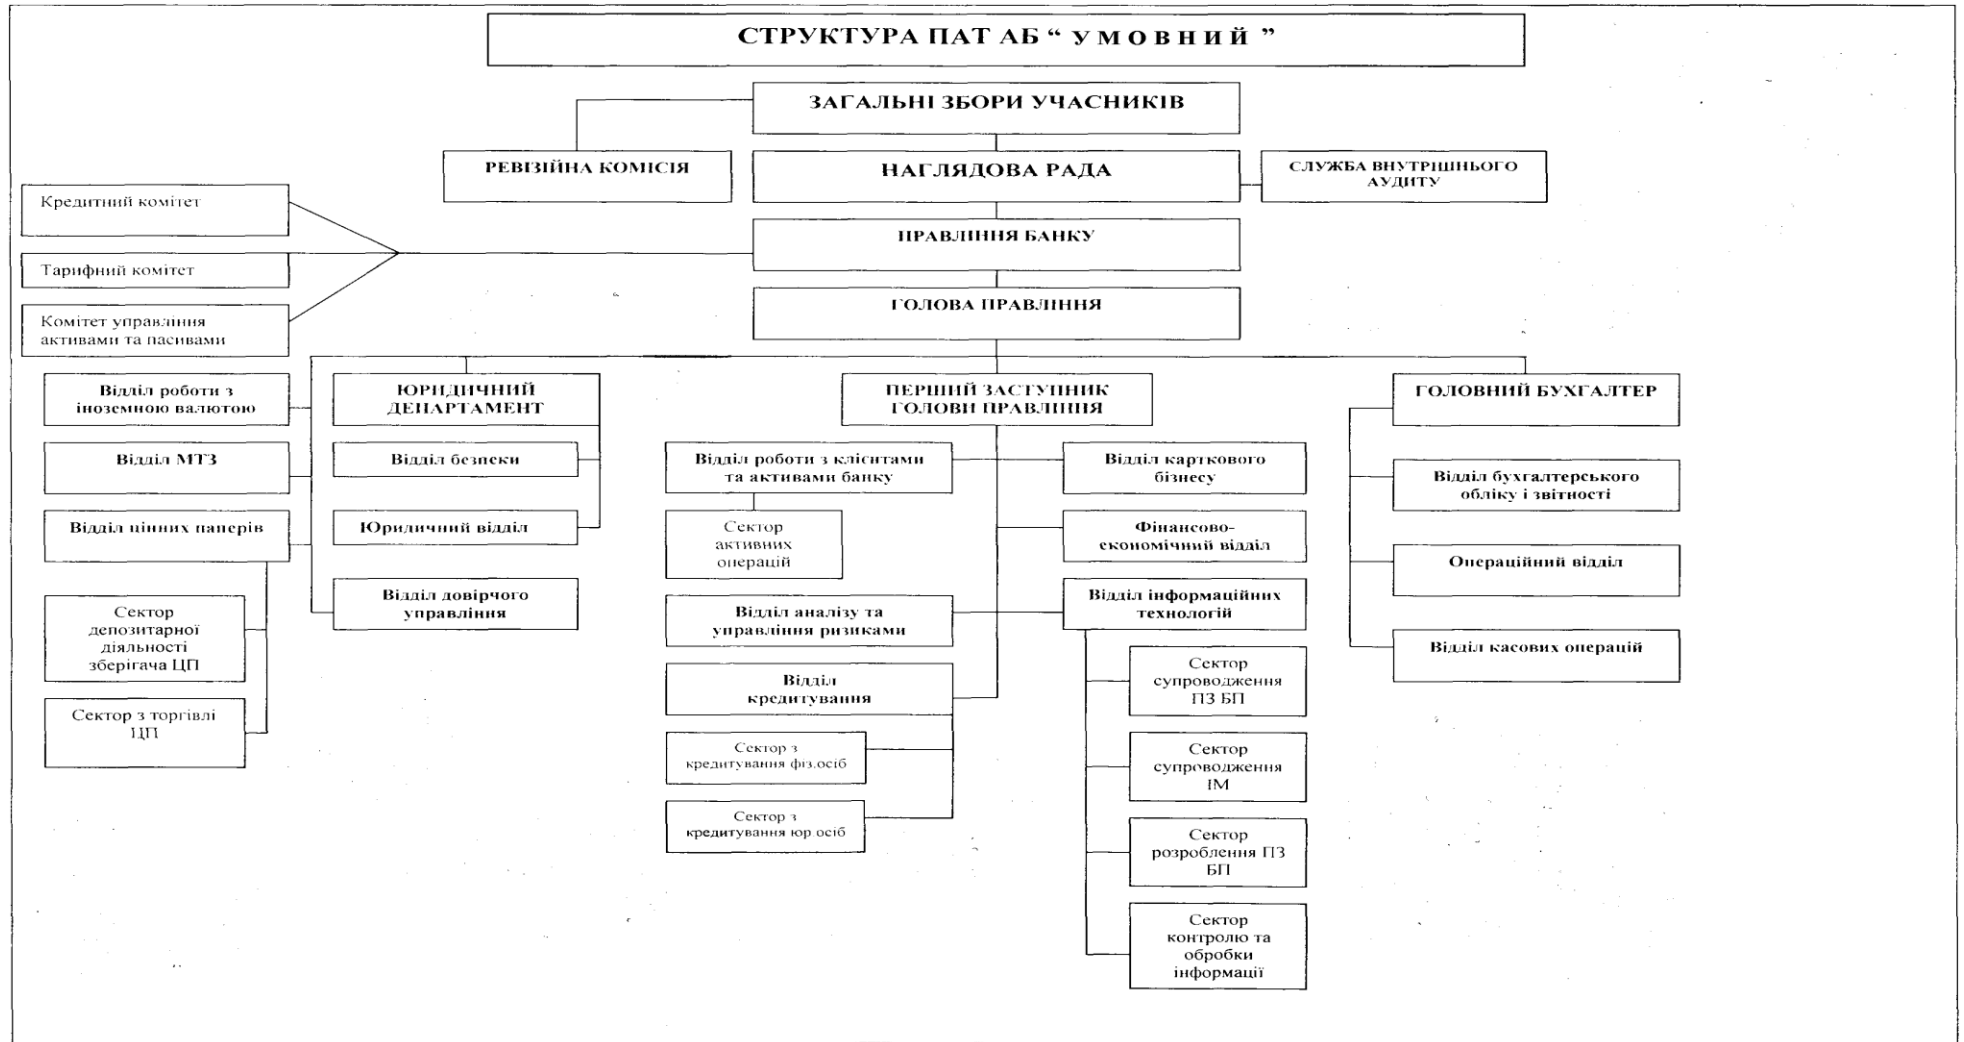 СТРУКТУРА ПАТ АБ “ У М О В Н И Й ”
ЗАГАЛЬНІ ЗБОРИ УЧАСНИКІВ
РЕВІЗІЙНА КОМІСІЯ
НАГЛЯДОВА РАДА
СЛУЖБА ВНУТРІШНЬОГО
АУДИТУ
Кредитний комітет
ПРАВЛІННЯ БАНКУ
Тарифний комітет
ГОЛОВА ПРАВЛІННЯ
Комітет управління
активами та пасивами
Відділ роботи з
іноземною валютою
ЮРИДИЧНИЙ
ДЕПАРТАМЕНТ
ПЕРШИЙ ЗАСТУПНИК
ГОЛОВИ ПРАВЛІННЯ
ГОЛОВНИЙ БУХГАЛТЕР
Відділ МТЗ
Відділ безпеки
Відділ роботи з клієнтами
та активами банку
Відділ карткового
бізнесу
Відділ бухгалтерського
обліку і звітності
Відділ цінних паперів
Юридичний відділ
Сектор
активних
операцій
Фінансово-
економічний відділ
Операційний відділ
Сектор
депозитарної
діяльності
зберігача ЦП
Відділ довірчого
управління
Відділ аналізу та
управління ризиками
Відділ інформаційних
технологій
Відділ касових операцій
Відділ
кредитування
Сектор
супроводження
ПЗ БП
Сектор з торгівлі
ЦП
Сектор з
кредитування фіз.осіб
Сектор
супроводження
ІМ
Сектор з
кредитування юр.осіб
Сектор
розроблення ПЗ
БП
Сектор
контролю та
обробки
інформації